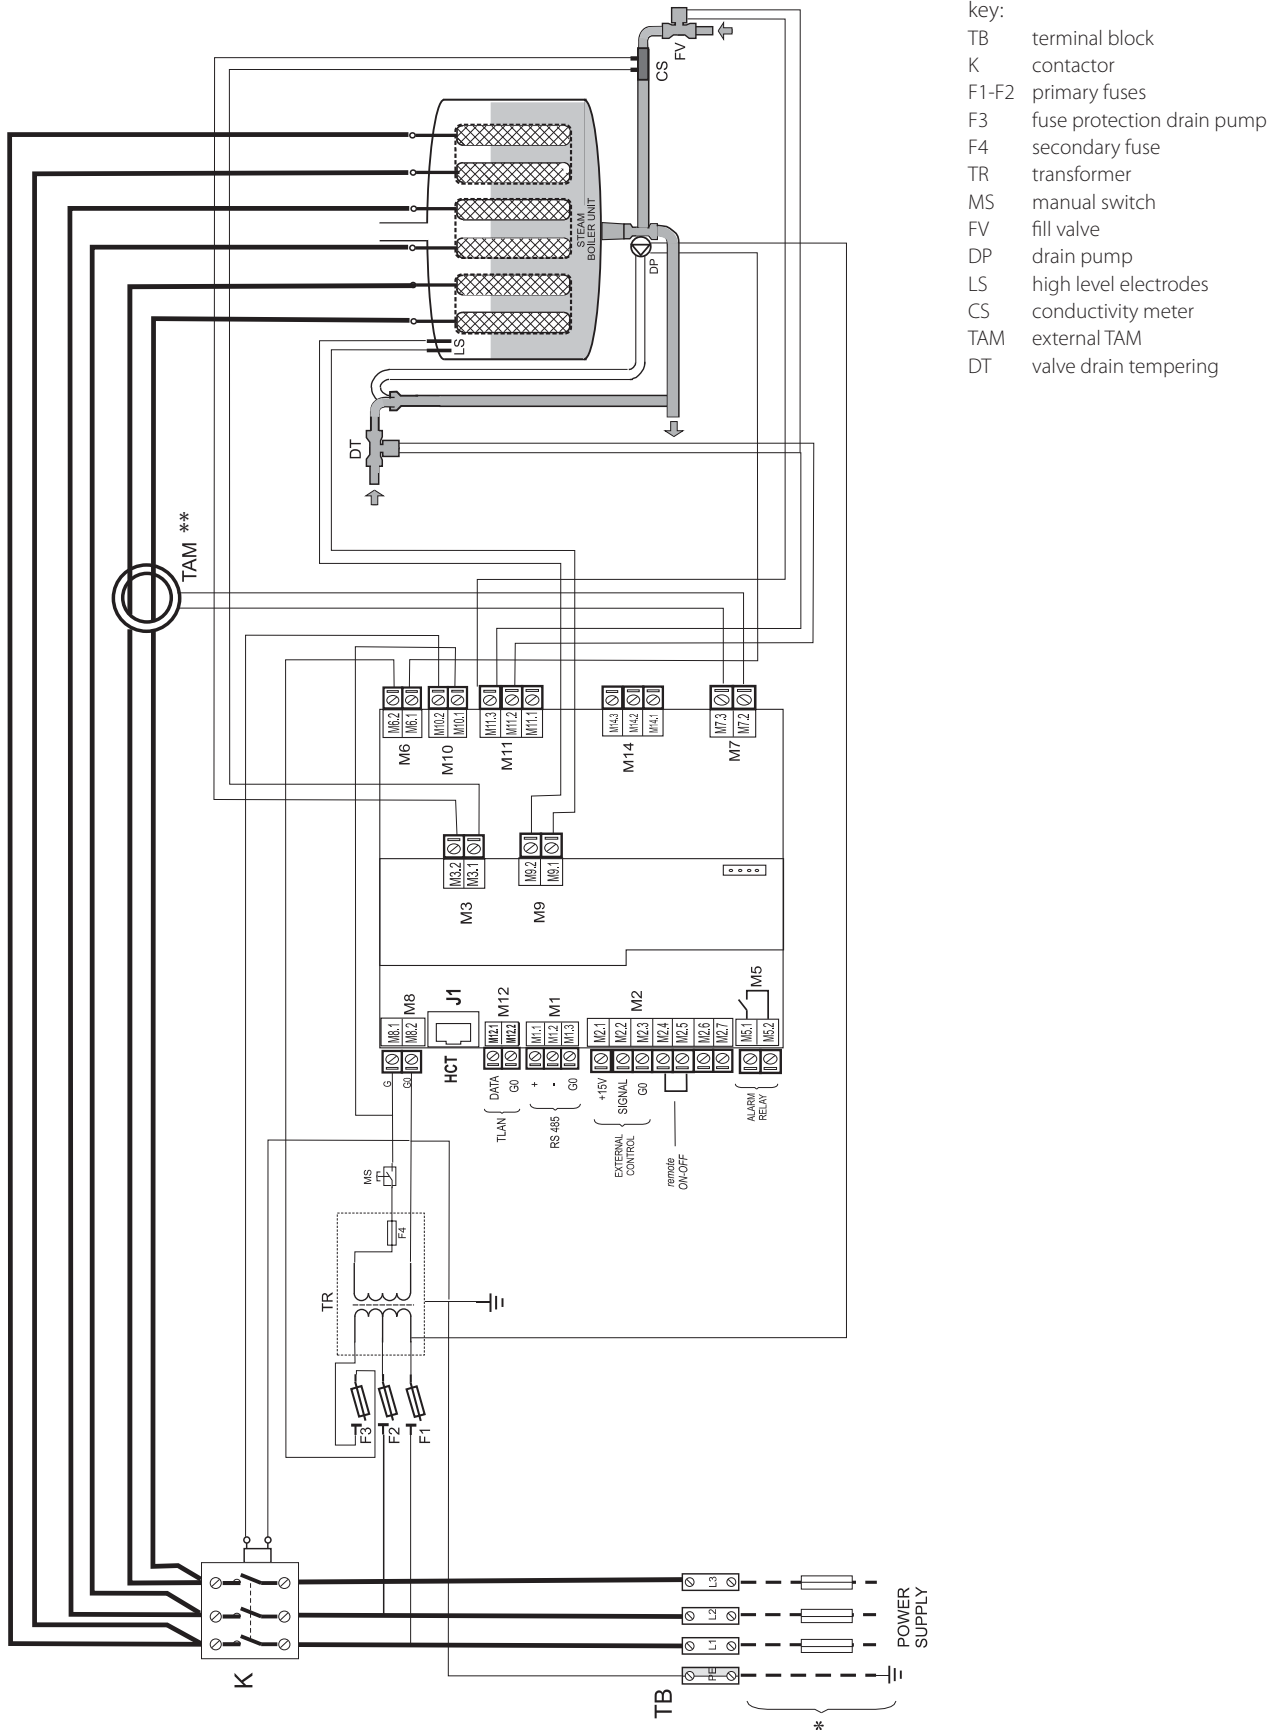 key:
TB terminal block
K contactor
F1-F2 primary fuses
F3 fuse protection drain pump
F4 secondary fuse
TR transformer
MS manual switch
FV fill valve
DP drain pump
LS high level electrodes
CS conductivity meter
TAM external TAM
DT valve drain tempering
FV
CS
STEAM
BOILER UNIT
DP
LS
DT
TAM **
M6.2
M6.1
M10.2
M10.1
M11.3
M11.2
M11.1
M14.3
M14.2
M14.1
M7.3
M7.2
M6
M10
M11
M14
M7
M3.2
M3.1
M9.2
M9.1
M3
M9
M8
J1
M12
M1
M2
M5
M8.1
M8.2
HCT
M12.1
M12.2
M1.1
M1.2
M1.3
M2.1
M2.2
M2.3
M2.4
M2.5
M2.6
M2.7
M5.1
M5.2
G
G0
DATA
G0
TLAN
+
-
G0
RS 485
+15V
SIGNAL
G0
EXTERNAL
CONTROL
remote
ON-OFF
ALARM
RELAY
MS
F4
TR
F3
F2
F1
K
TB
L3
L2
L1
PE
POWER
SUPPLY
*